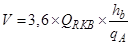 V = 3,6 × Q_RKB × h_b / q_A